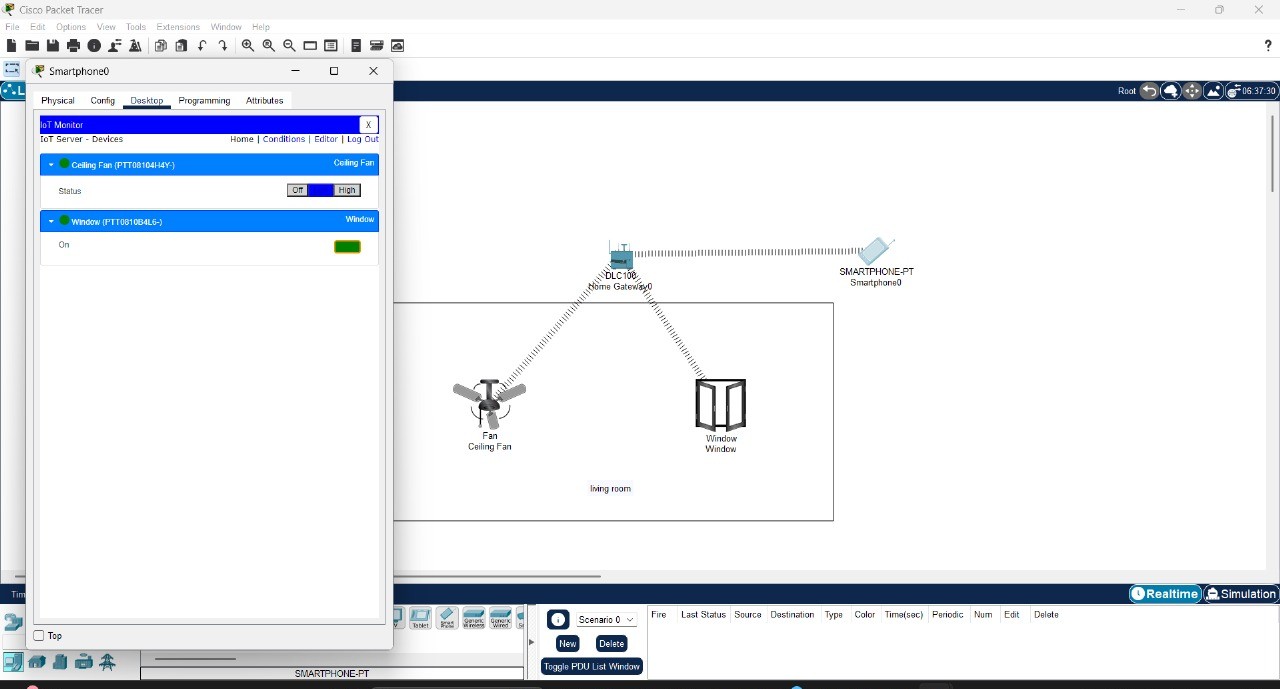 Cisco Packet Tracer
File Edit Options View Tools Extensions Window Help
?
Smartphone0
Root 06:37:30
Physical Config Desktop Programming Attributes
IoT Monitor X
IoT Server - Devices Home | Conditions | Editor | Log Out
Ceiling Fan (PTT08104H4Y-) Ceiling Fan
Status Off High
Window (PTT0810B4L6-) Window
On
DLC100
Home Gateway0
SMARTPHONE-PT
Smartphone0
Fan
Ceiling Fan
Window
Window
living room
Tim Realtime Simulation
Tablet
Generic Wireless
Generic Wired
Scenario 0
New Delete
Toggle PDU List Window
Fire Last Status Source Destination Type Color Time(sec) Periodic Num Edit Delete
Top
SMARTPHONE-PT